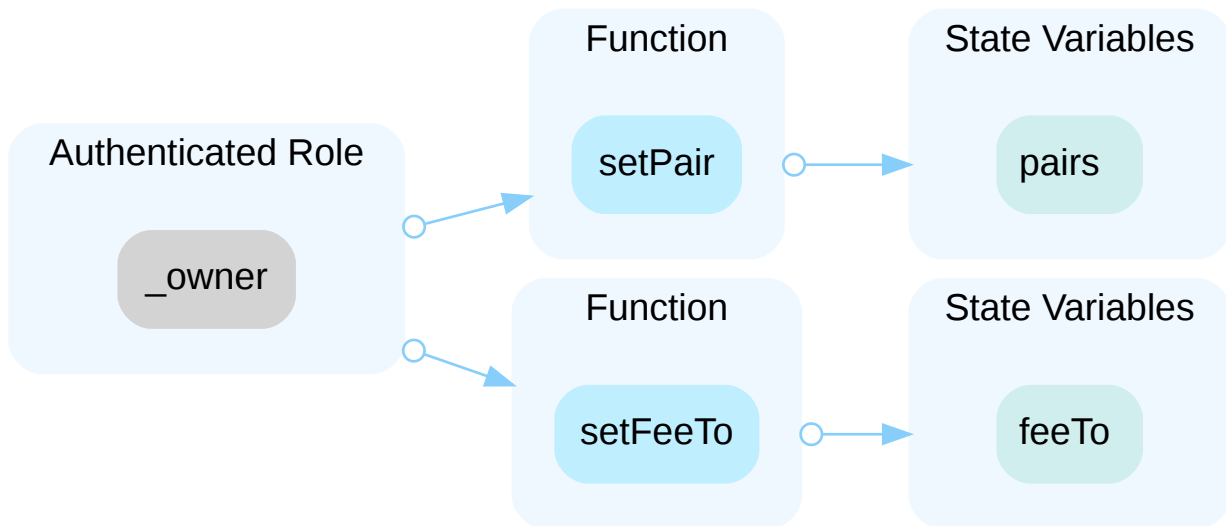 Authenticated Role
_owner
Function
setPair
State Variables
pairs
Function
setFeeTo
State Variables
feeTo